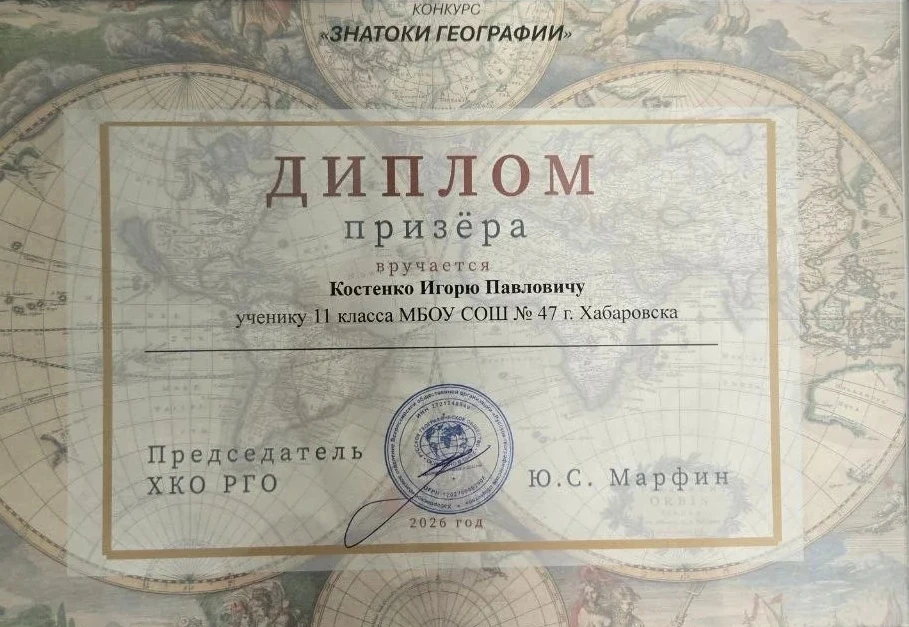 КОНКУРС
«ЗНАТОКИ ГЕОГРАФИИ»
ДИПЛОМ
призёра
вручается
Костенко Игорю Павловичу
ученику 11 класса МБОУ СОШ № 47 г. Хабаровска
Председатель
ХКО РГО
Ю.С. Марфин
2026 год